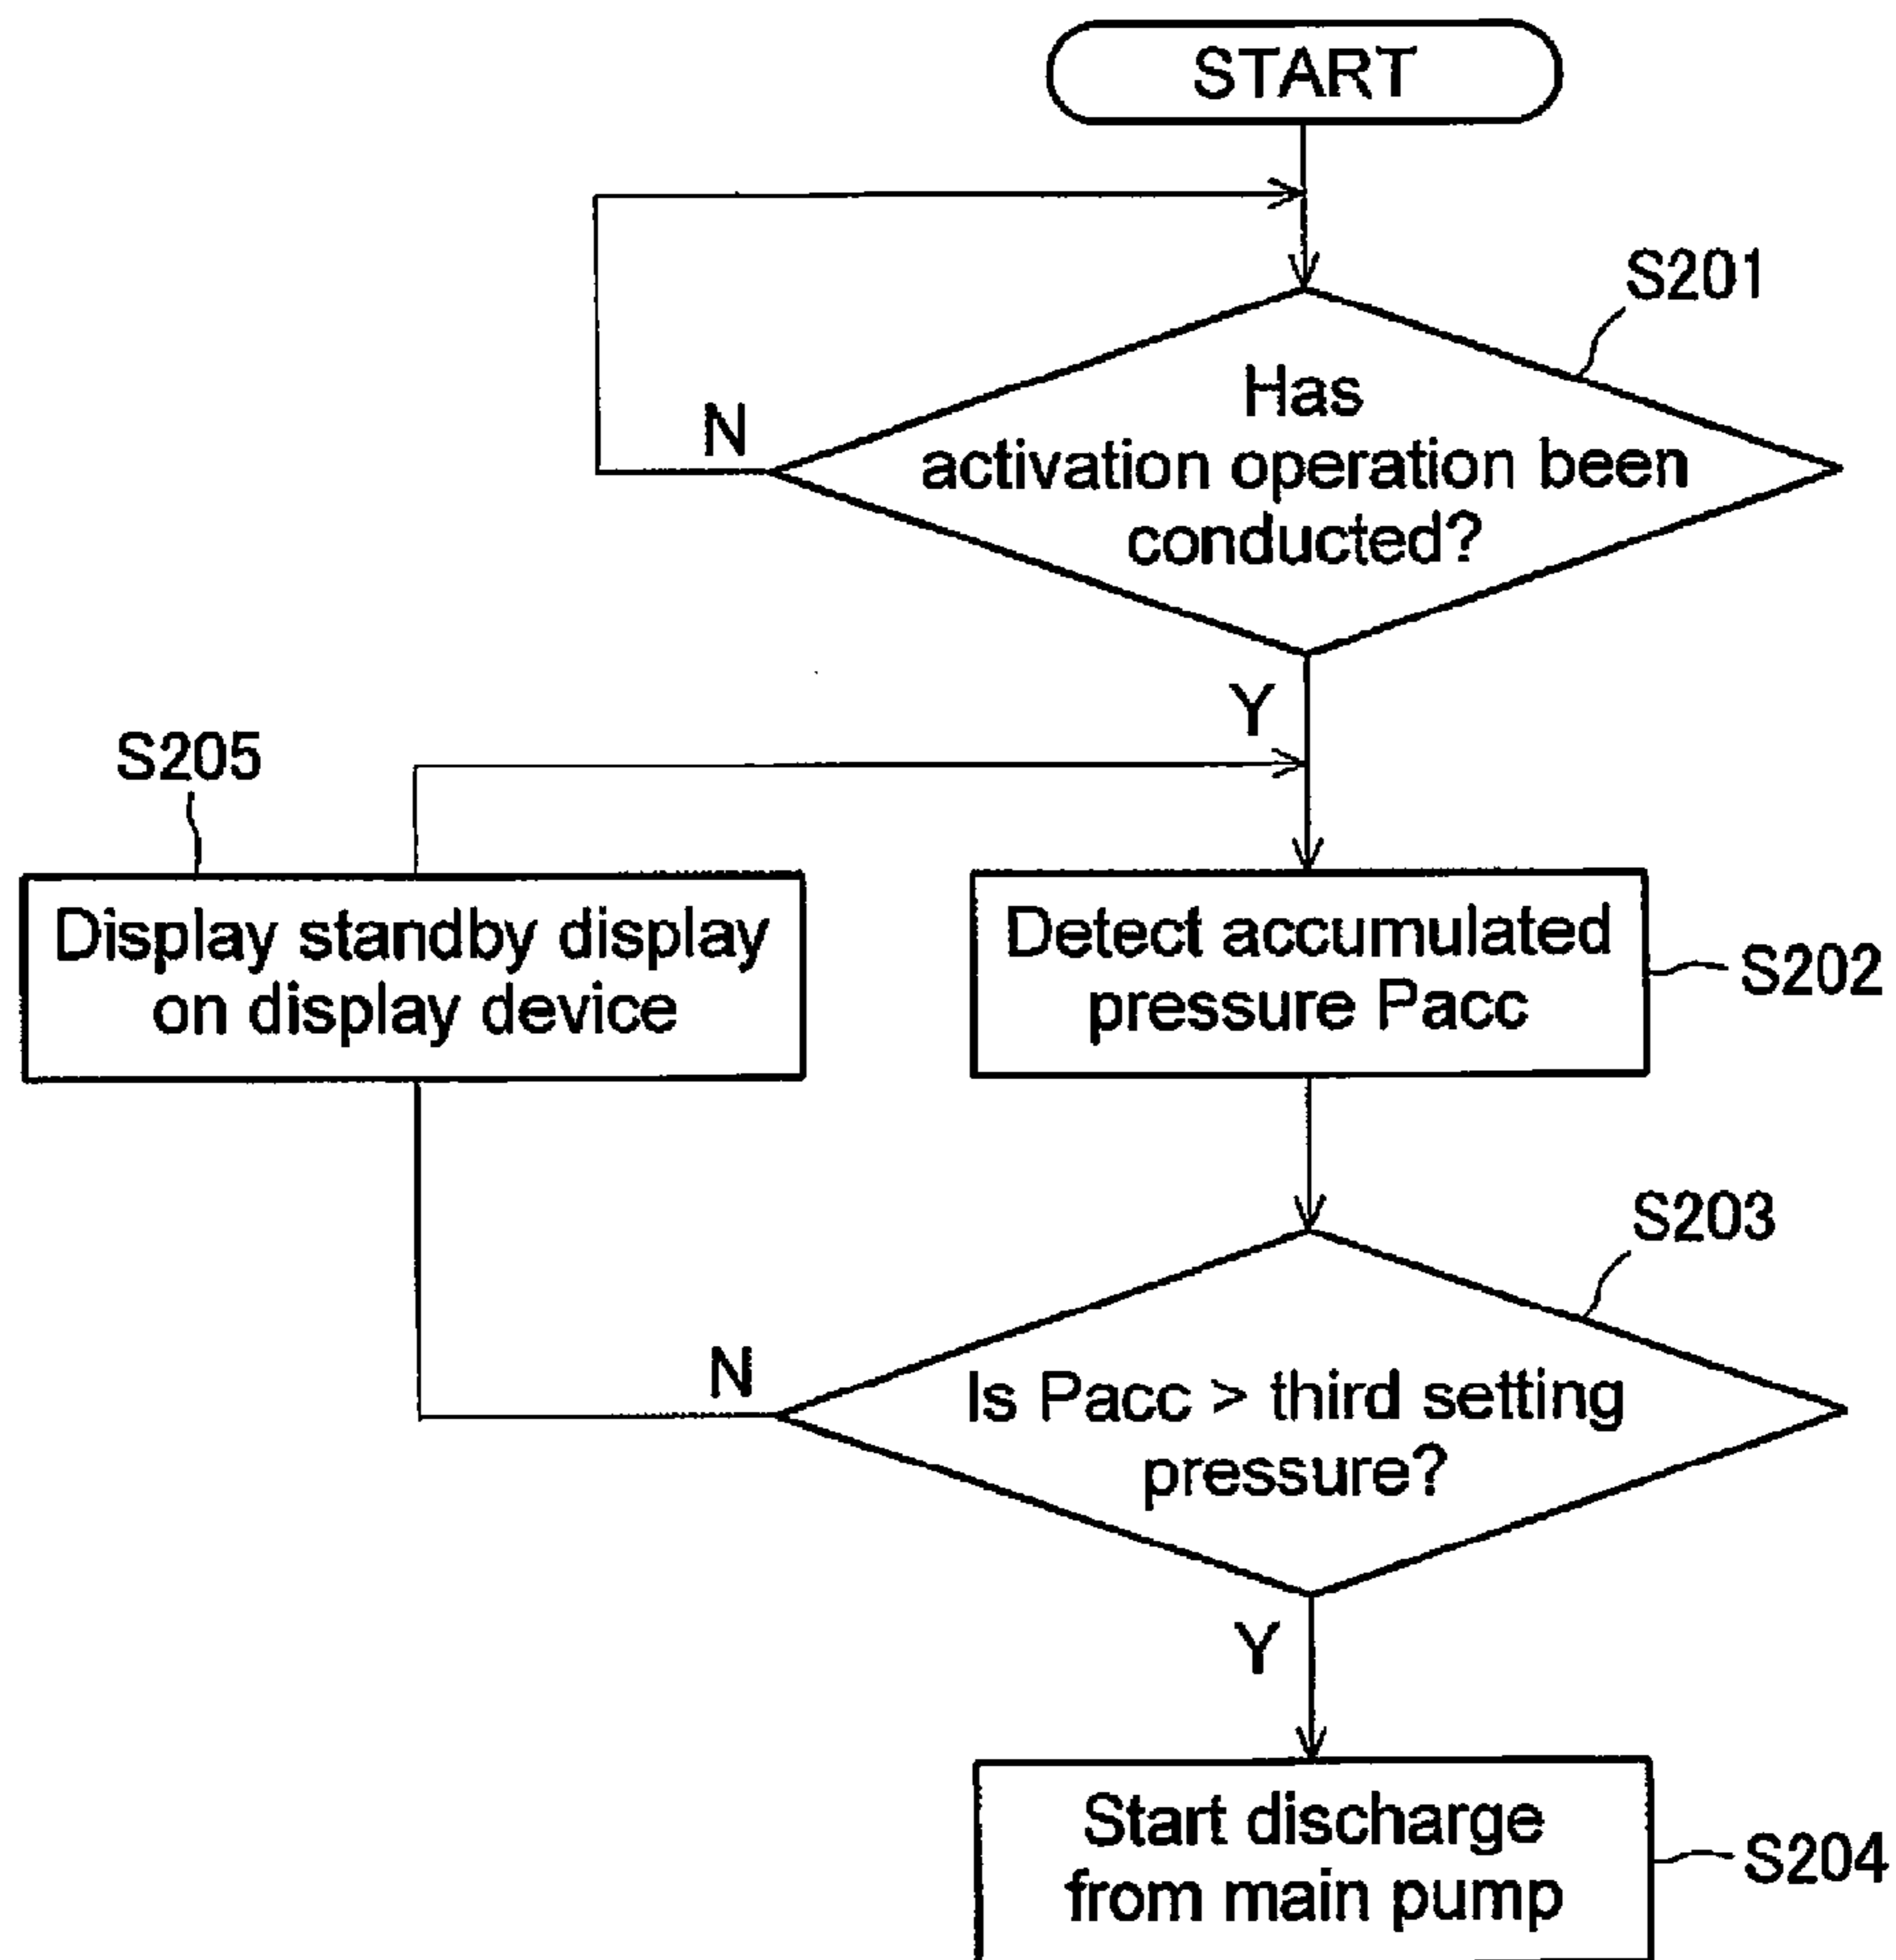 START
S201
Has
activation operation been
conducted?
N
Y
S205
Display standby display
on display device
Detect accumulated
pressure Pacc
S202
S203
Is Pacc > third setting
pressure?
N
Y
Start discharge
from main pump
S204